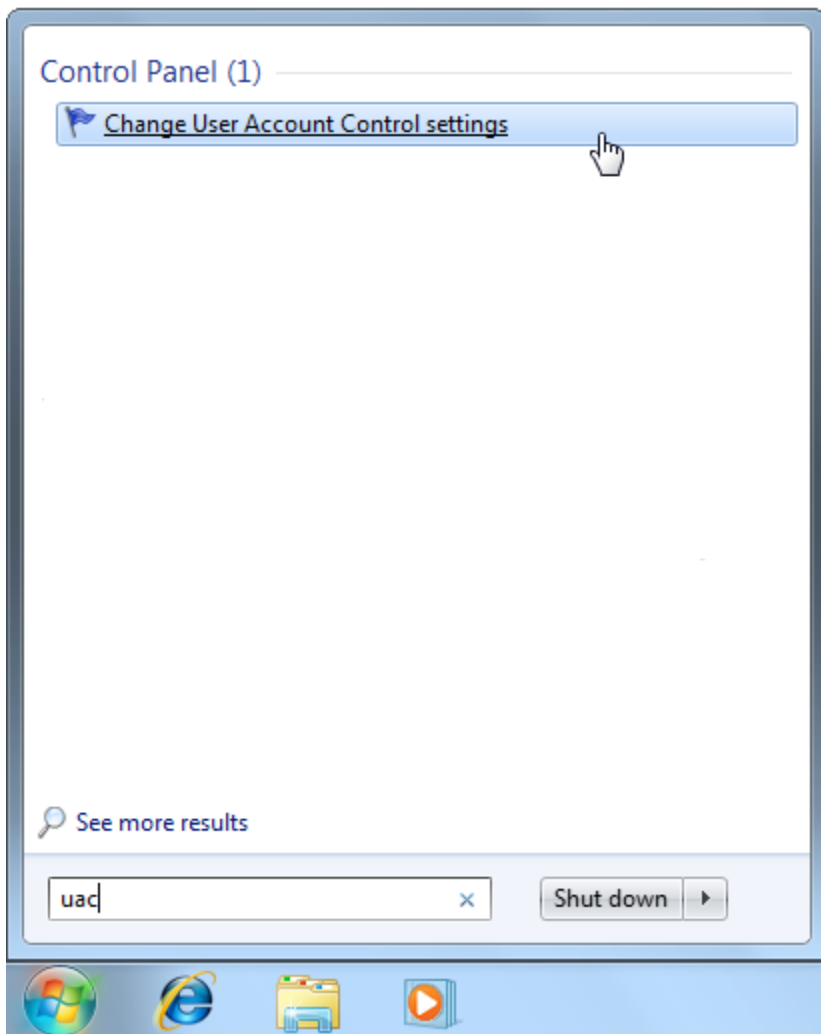 Control Panel (1)
Change User Account Control settings
See more results
uac
Shut down